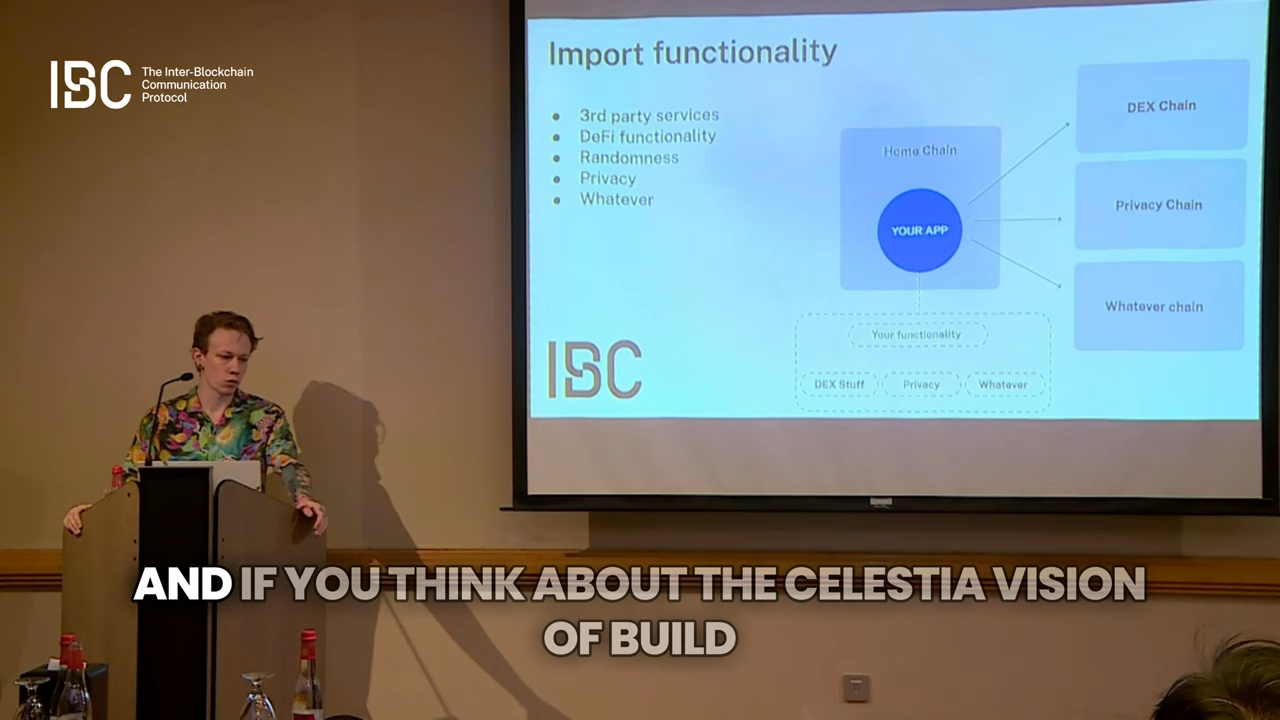 IBC
The Inter-Blockchain
Communication
Protocol
Import functionality
● 3rd party services
● DeFi functionality
● Randomness
● Privacy
● Whatever
Home Chain
YOUR APP
DEX Chain
Privacy Chain
Whatever chain
Your functionality
DEX Stuff
Privacy
Whatever
IBC
AND IF YOU THINK ABOUT THE CELESTIA VISION
OF BUILD